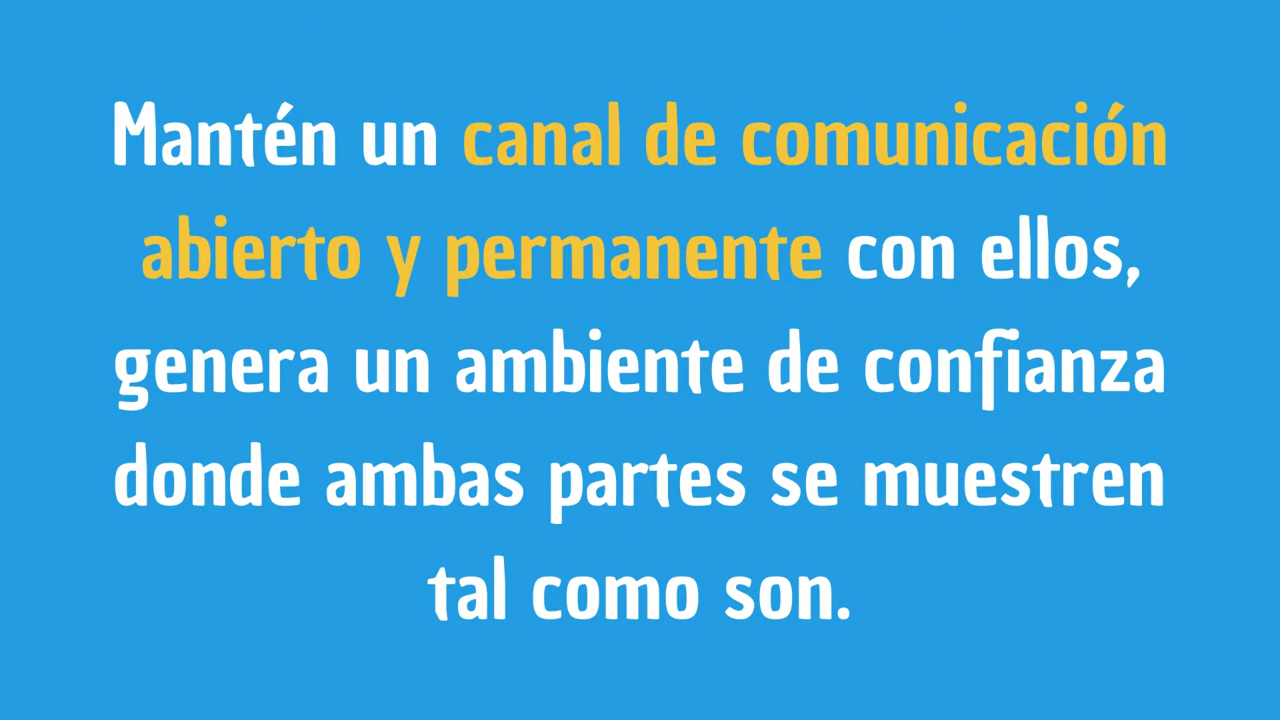 Mantén un canal de comunicación
abierto y permanente con ellos,
genera un ambiente de confianza
donde ambas partes se muestren
tal como son.